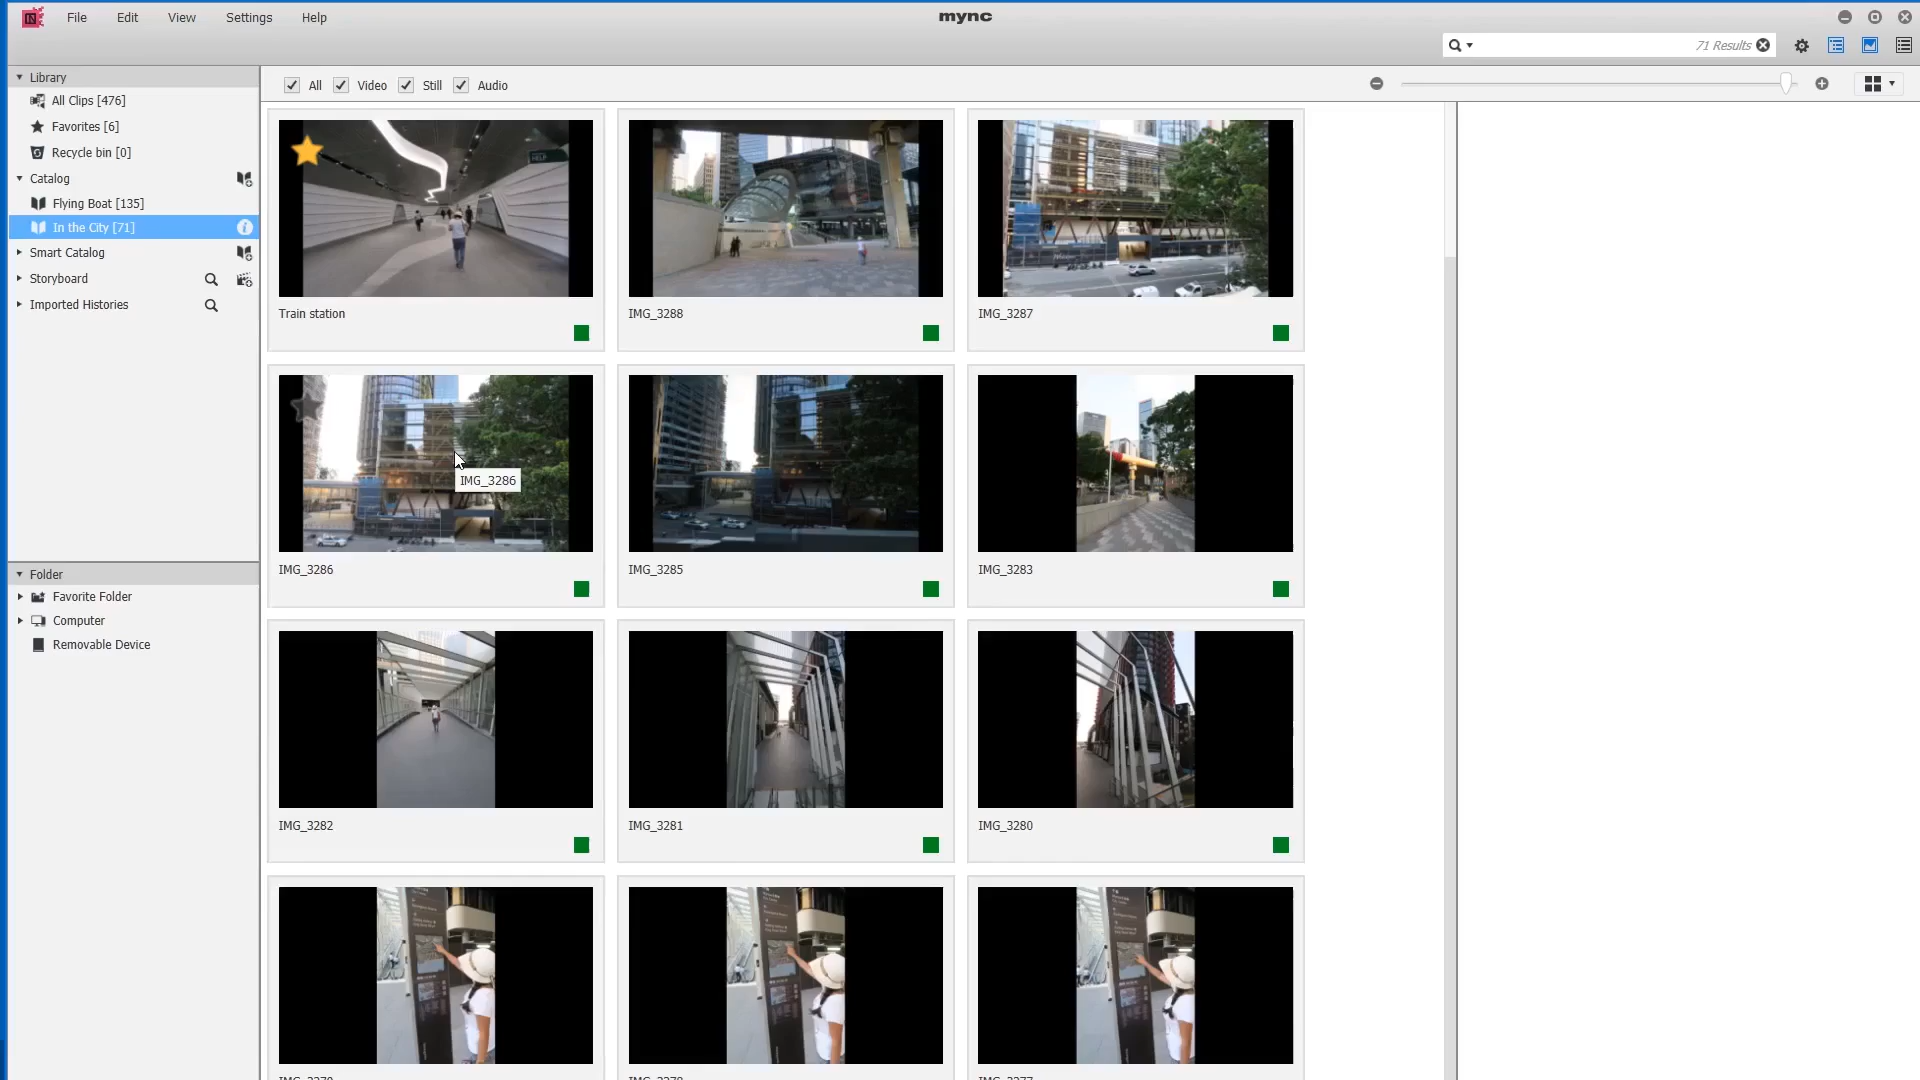 File Edit View Settings Help
mync
71 Results
Library
All Clips [476]
Favorites [6]
Recycle bin [0]
Catalog
Flying Boat [135]
In the City [71]
Smart Catalog
Storyboard
Imported Histories
Folder
Favorite Folder
Computer
Removable Device
All Video Still Audio
HELP
Train station
IMG_3288
IMG_3287
IMG_3286
IMG_3286
IMG_3285
IMG_3283
IMG_3282
IMG_3281
IMG_3280